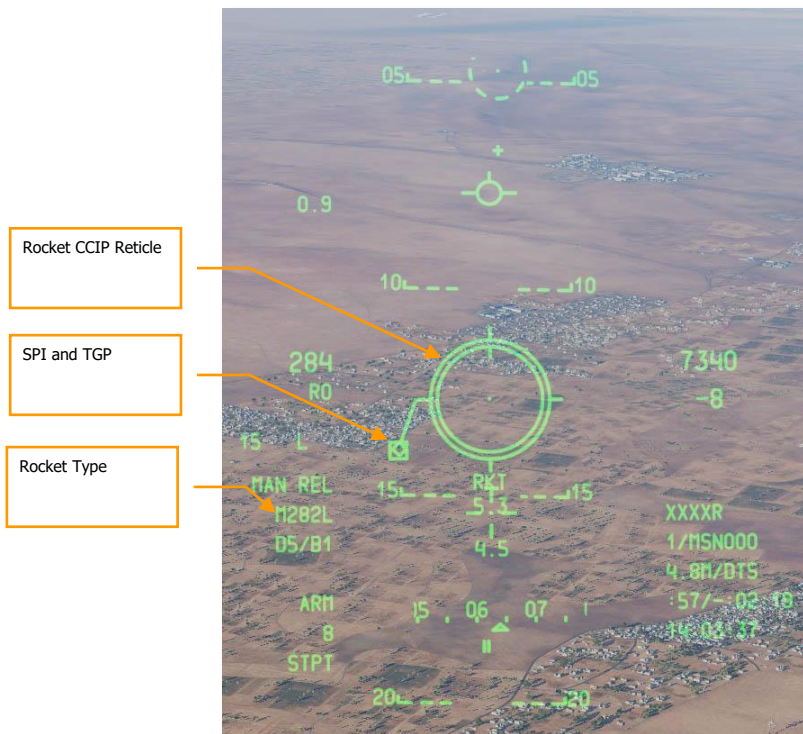 05 05
0.9
Rocket CCIP Reticle
10 10
SPI and TGP
284 7340
R0 -8
15 L
Rocket Type
MAN REL 15 RKT 15
M282L 5.3 XXXXR
D5/B1 4.5 1/MSN000
4.8M/DTS
ARM 05 . 06 . 07 . :57/-:02:18
8 14:03:37
STPT
20 20